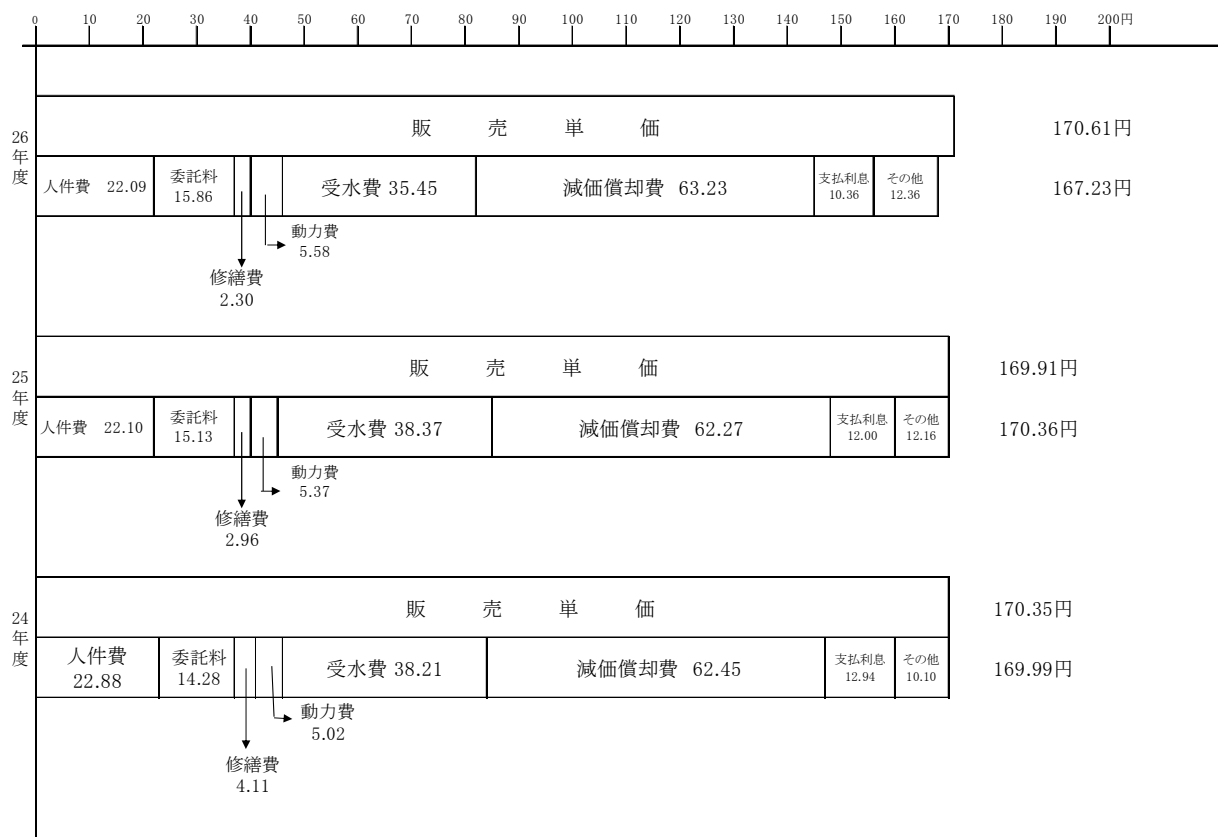 0 10 20 30 40 50 60 70 80 90 100 110 120 130 140 150 160 170 180 190 200円
26年度
販売単価 170.61円
人件費 22.09
委託料
15.86
受水費 35.45
減価償却費 63.23
支払利息
10.36
その他
12.36
167.23円
動力費
5.58
修繕費
2.30
25年度
販売単価 169.91円
人件費 22.10
委託料
15.13
受水費 38.37
減価償却費 62.27
支払利息
12.00
その他
12.16
170.36円
動力費
5.37
修繕費
2.96
24年度
販売単価 170.35円
人件費
22.88
委託料
14.28
受水費 38.21
減価償却費 62.45
支払利息
12.94
その他
10.10
169.99円
動力費
5.02
修繕費
4.11